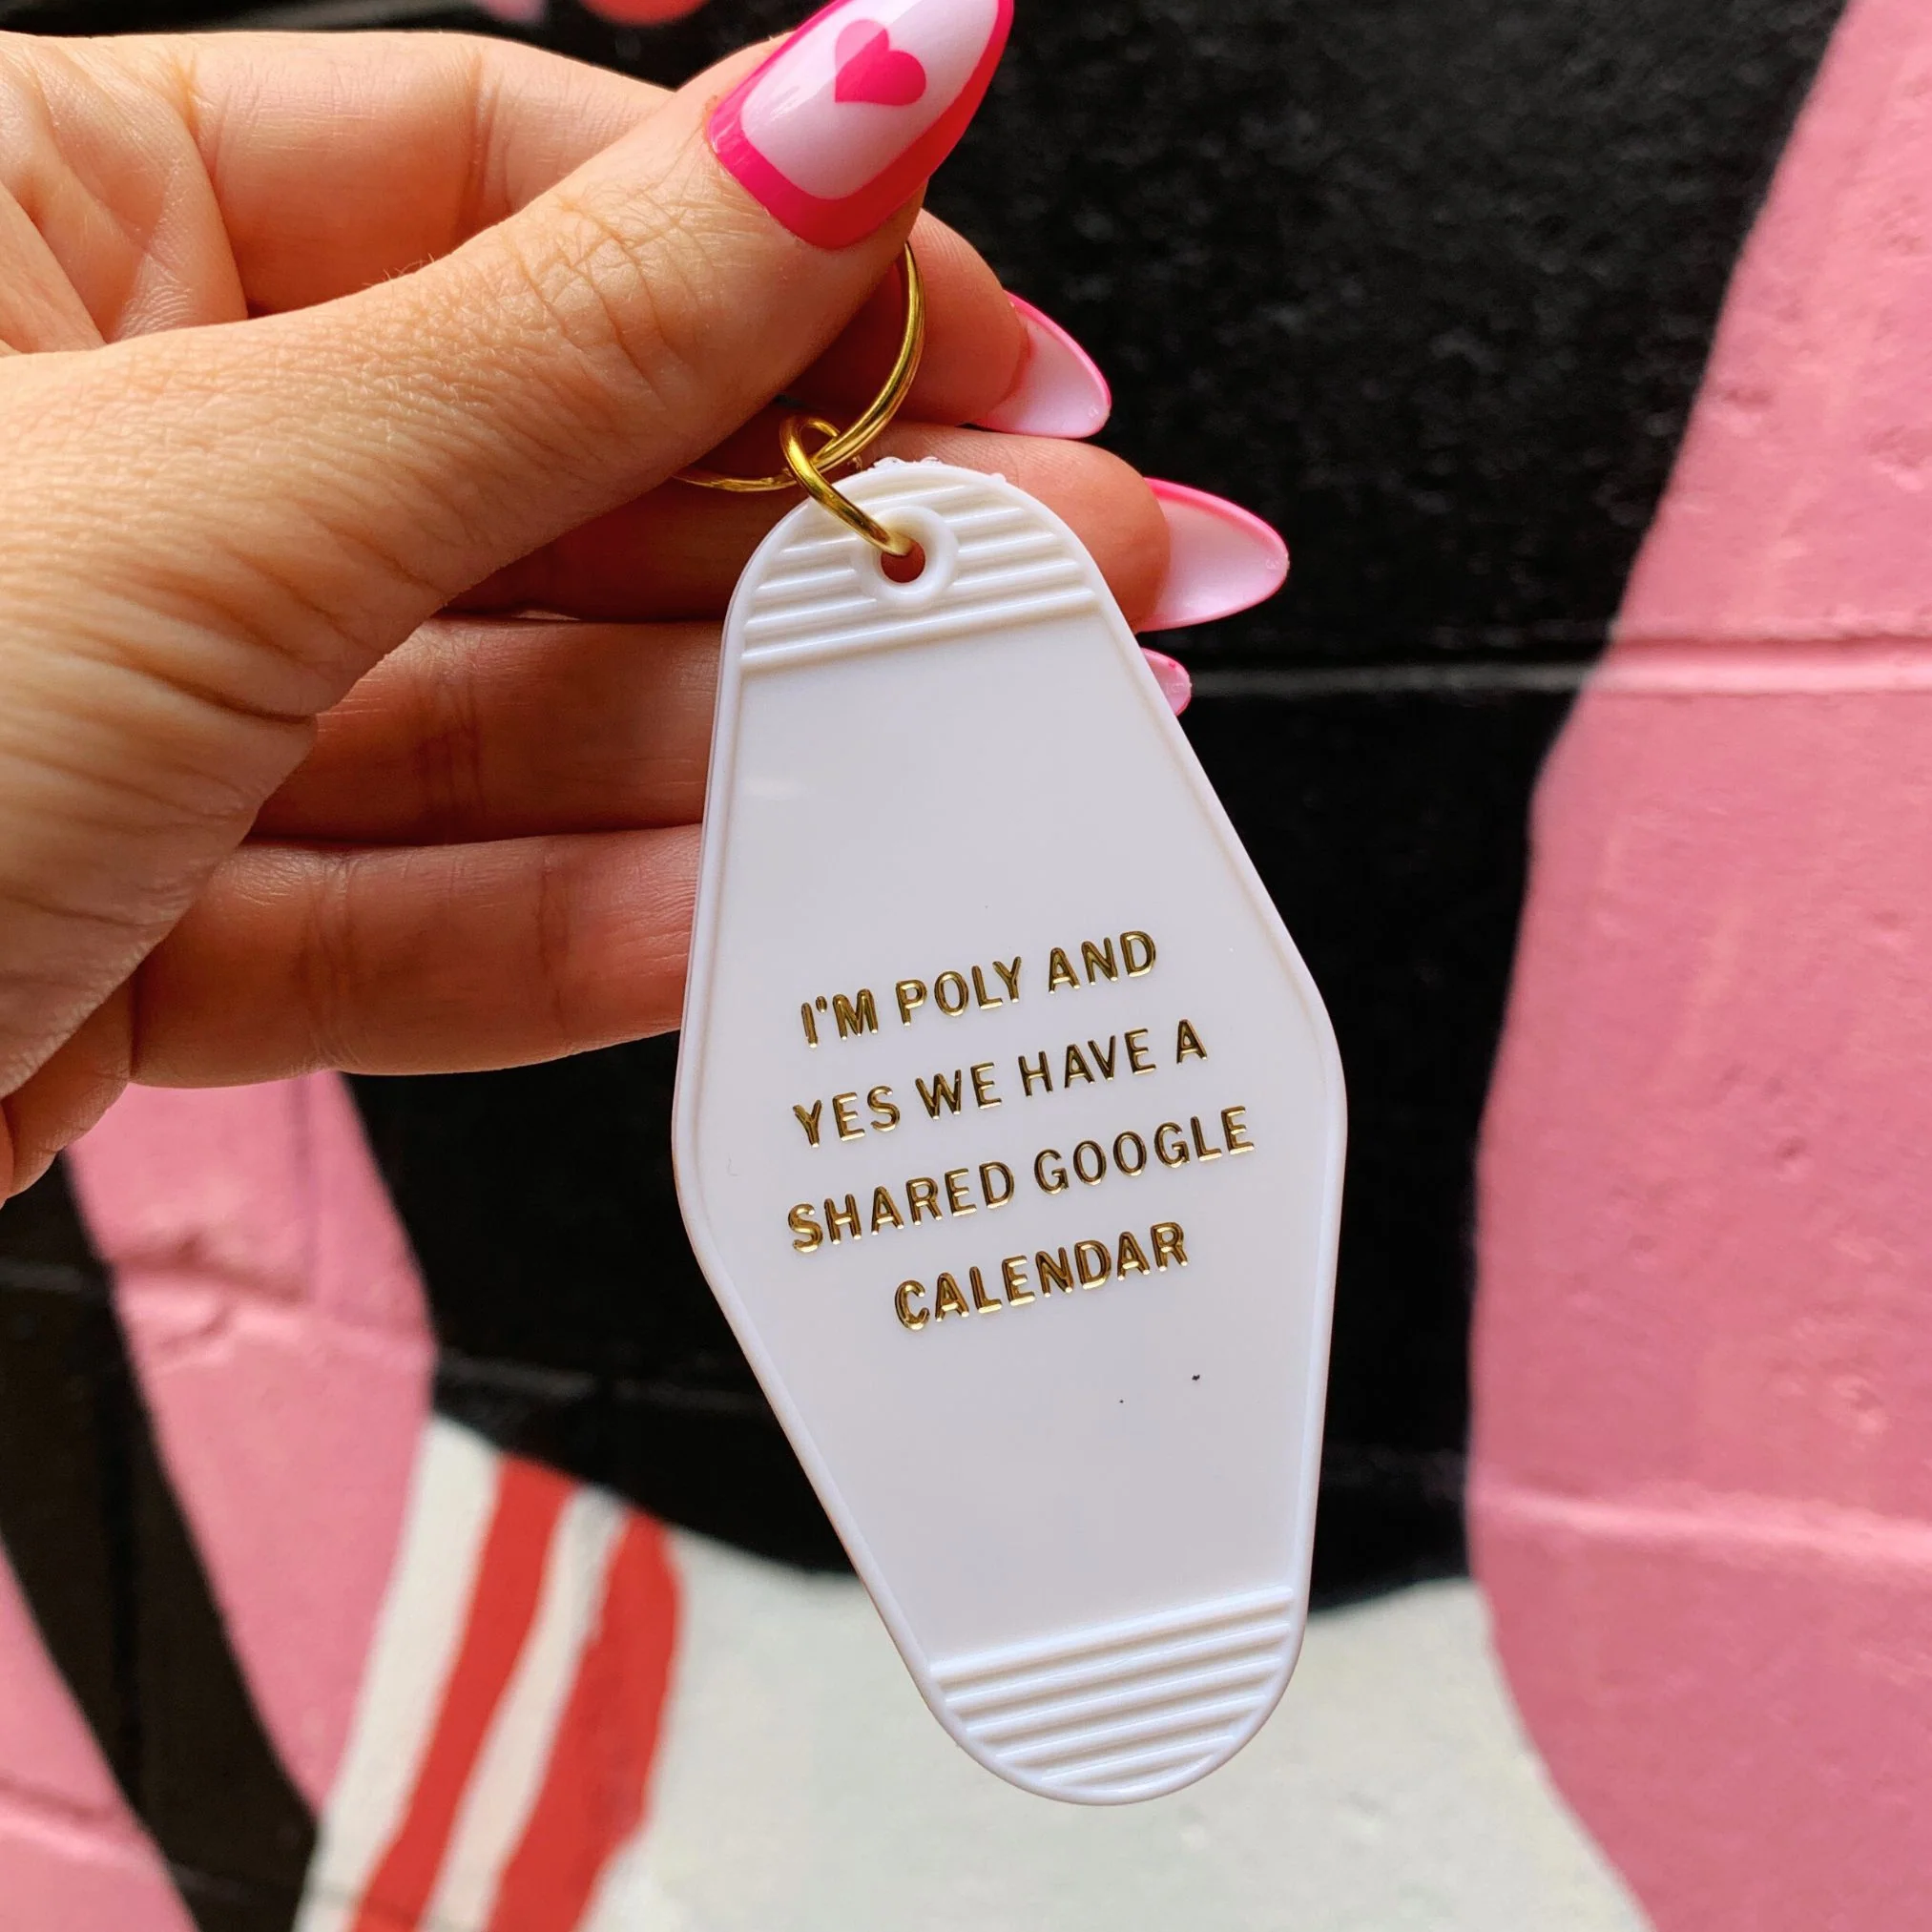 I'M POLY AND
YES WE HAVE A
SHARED GOOGLE
CALENDAR